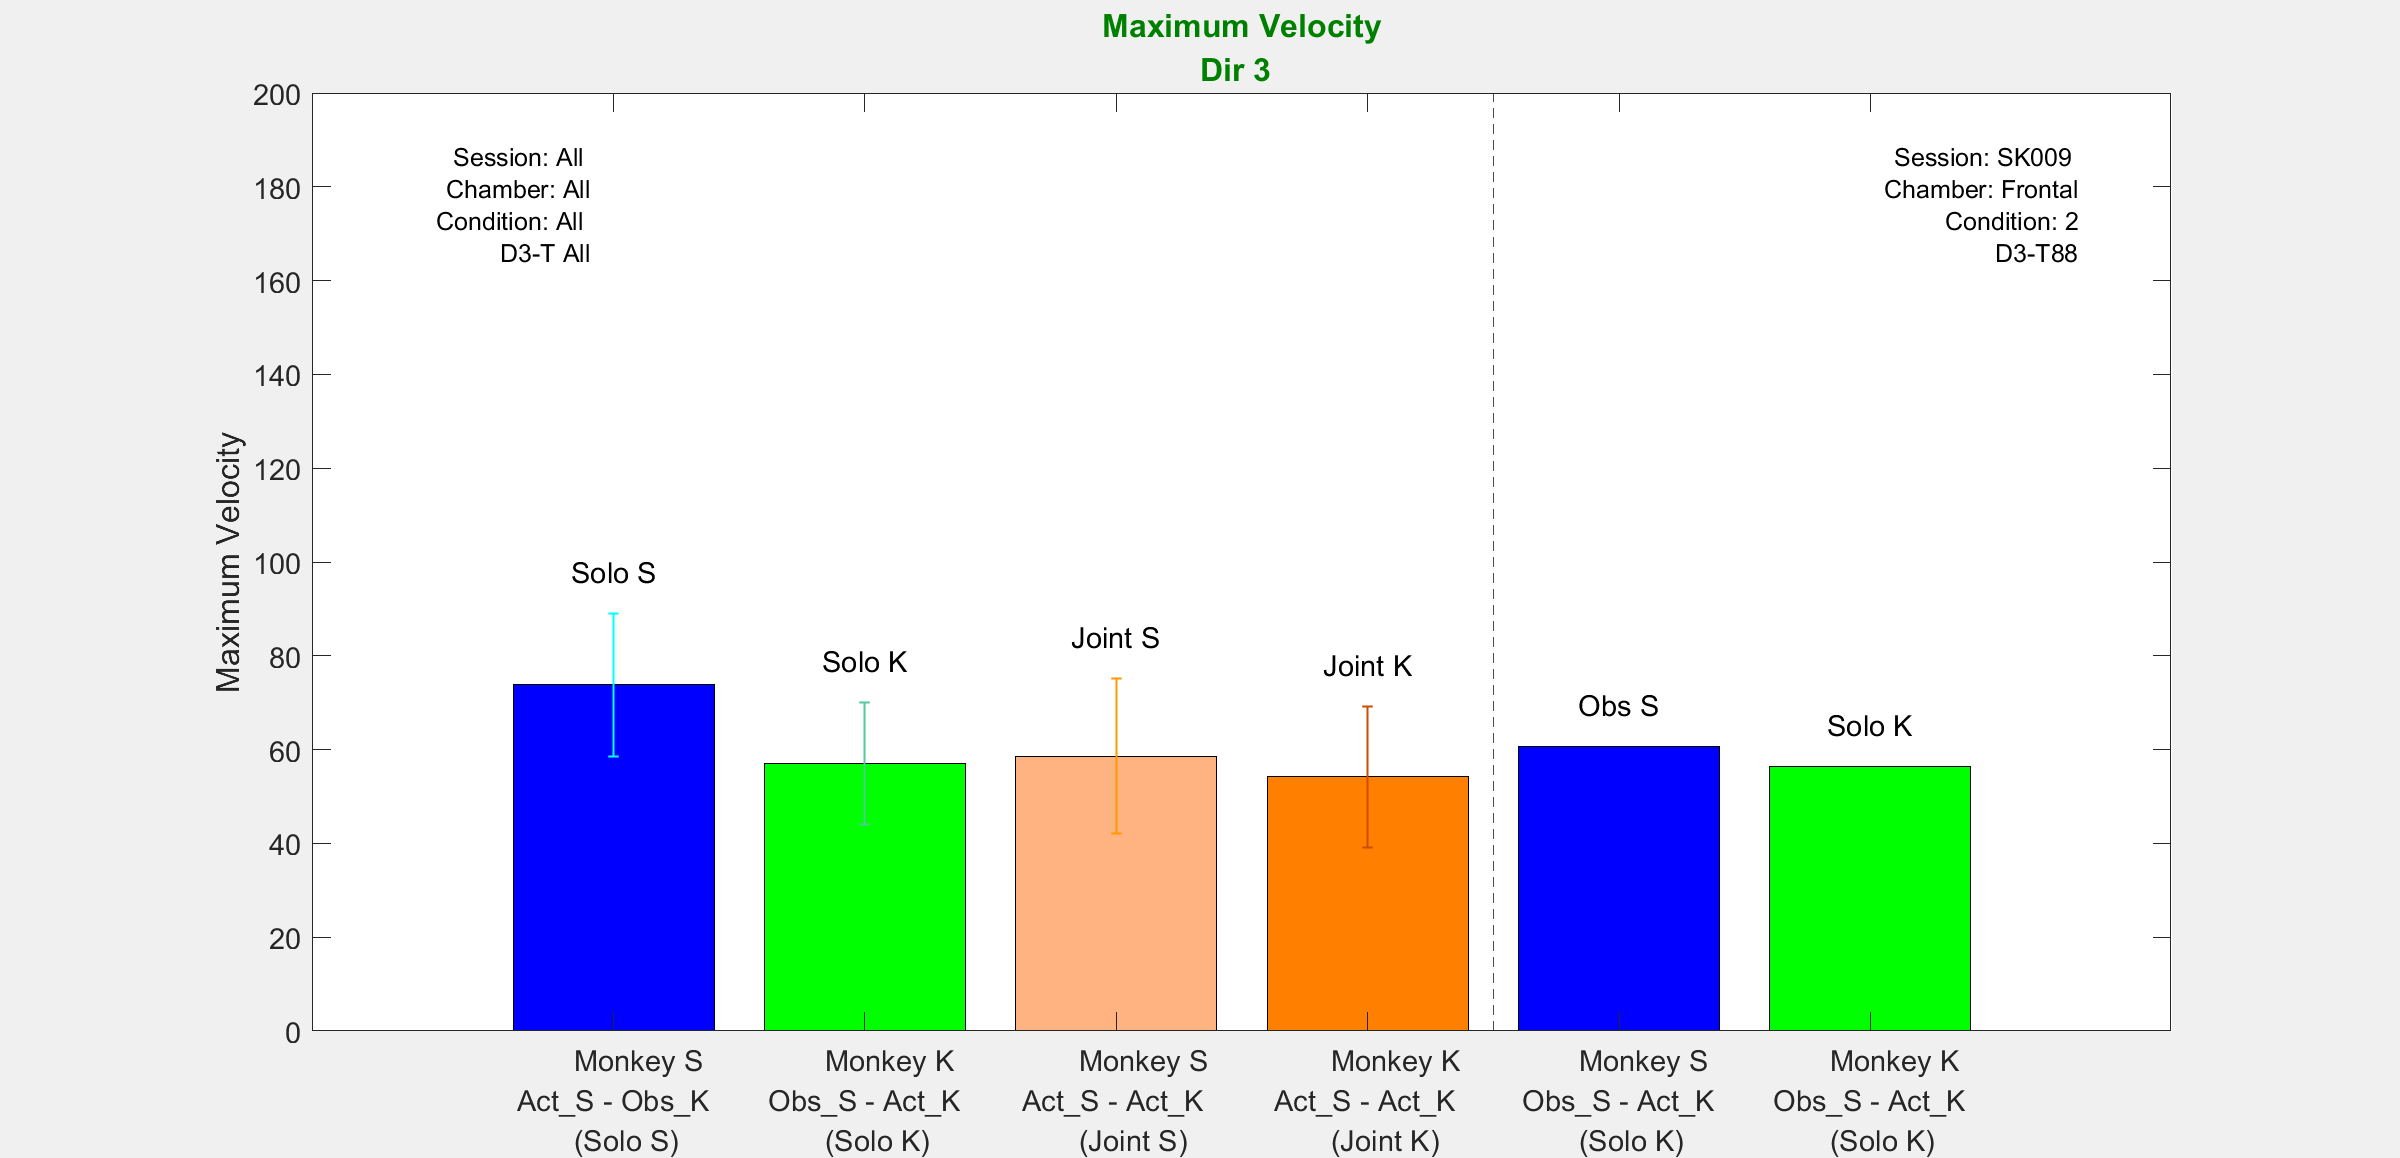 Maximum Velocity
Dir 3
Session: All
Chamber: All
Condition: All
D3-T All
Session: SK009
Chamber: Frontal
Condition: 2
D3-T88
Maximum Velocity
200
180
160
140
120
100
80
60
40
20
0
Solo S
Solo K
Joint S
Joint K
Obs S
Solo K
Monkey S
Act_S - Obs_K
(Solo S)
Monkey K
Obs_S - Act_K
(Solo K)
Monkey S
Act_S - Act_K
(Joint S)
Monkey K
Act_S - Act_K
(Joint K)
Monkey S
Obs_S - Act_K
(Solo K)
Monkey K
Obs_S - Act_K
(Solo K)